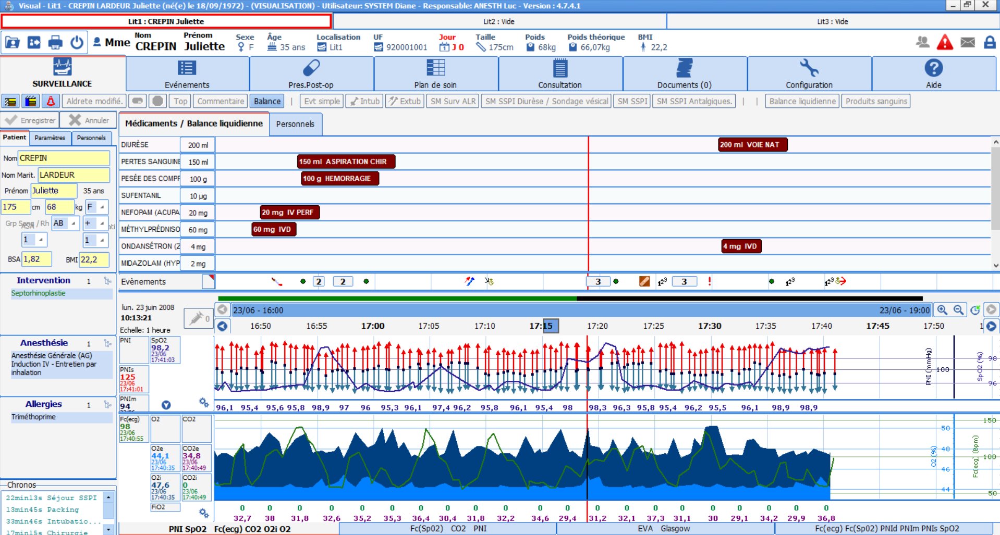 Visual - Lit1 - CREPIN LARDEUR Juliette (né(e) le 18/09/1972) - (VISUALISATION) - Utilisateur: SYSTEM Diane - Responsable: ANESTH Luc - Version : 4.7.4.1
Lit1 : CREPIN Juliette
Lit2 : Vide
Lit3 : Vide
Mme
Nom
CREPIN
Prénom
Juliette
Sexe
F
Âge
35 ans
Localisation
Lit1
UF
920001001
Jour
J 0
Taille
175cm
Poids
68kg
Poids théorique
66,07kg
BMI
22,2
SURVEILLANCE
Evénements
Pres.Post-op
Plan de soin
Consultation
Documents (0)
Configuration
Aide
Aldrete modifié.
Top
Commentaire
Balance
Evt simple
Intub
Extub
SM Surv ALR
SM SSPI Diurèse / Sondage vésical
SM SSPI
SM SSPI Antalgiques.
Balance liquidienne
Produits sanguins
Enregistrer
Annuler
Médicaments / Balance liquidienne
Personnels
Patient
Paramètres
Personnels
Nom CREPIN
Nom Marit. LARDEUR
Prénom Juliette 35 ans
175 cm 68 kg F
Grp Sang / Rh AB +
1 1
BSA 1,82 BMI 22,2
DIURÈSE 200 ml 200 ml VOIE NAT
PERTES SANGUINE 150 ml 150 ml ASPIRATION CHIR
PESÉE DES COMPF 100 g 100 g HEMORRAGIE
SUFENTANIL 10 µg
NEFOPAM (ACUPA 20 mg 20 mg IV PERF
MÉTHYLPRÉDNISO 60 mg 60 mg IVD
ONDANSÉTRON (Z 4 mg 4 mg IVD
MIDAZOLAM (HYP 2 mg
Intervention 1
Septorhinoplastie
Anesthésie 1
Anesthésie Générale (AG)
Induction IV - Entretien par
inhalation
Allergies 1
Triméthoprime
Chronos
22min13s Séjour SSPI
13min45s Packing
33min46s Intubatio...
17min15s Chirurgie
Evènements
2 2 3 1 2 3 3 ! 1 2 3 1 2 3
lun. 23 juin 2008
10:13:21
Echelle: 1 heure
0
23/06 - 16:00
23/06 - 19:00
16:50 16:55 17:00 17:05 17:10 17:15 17:20 17:25 17:30 17:35 17:40 17:45 17:50 1
PNI
SpO2
98,2
23/06
17:41:03
PNIs
125
23/06
17:41:01
PNIm
94
PNI (mmHg)
100
SpO2 (%)
98
96
96,1 95,4 95,6 95,8 98,9 97 96 95,3 96,1 97,4 96,2 95,8 96,1 95,4 98 98,3 96,3 95,8 95,4 96,2 95,5 96,1 98,9 98,9
Fc(ecg)
98
23/06
17:40:55
O2
CO2
O2e
44,1
23/06
17:40:35
CO2e
34,8
23/06
17:40:49
O2i
47,6
23/06
17:40:35
CO2i
0
23/06
17:40:49
FiO2
O2 (%)
50
48
46
44
Fc(ecg) (Bpm)
150
100
50
0 0 0 0 0 0 0 0 0 0 0 0 0 0 0 0 0 0 0 0
32,7 38 31,8 32,6 35,2 35,3 36,4 30,4 31,8 32,2 34,6 29,4 31,2 32,1 37,3 31,1 30 29,1 34,2 29,9 36,8
PNI SpO2 Fc(ecg) CO2 O2i O2
Fc(Sp02) CO2 PNI
EVA Glasgow
Fc(ecg) Fc(Sp02) PNId PNIm PNIs SpO2